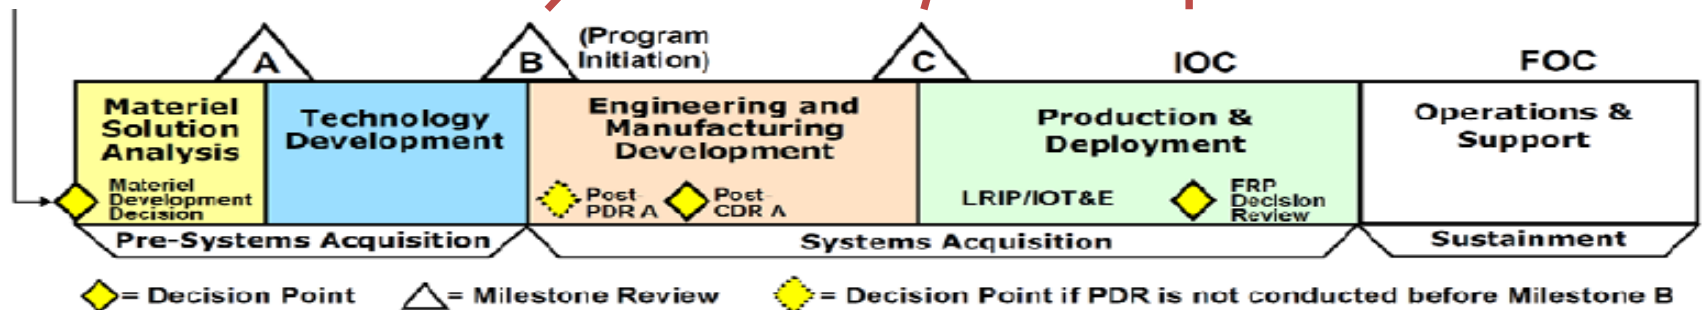 A
B
(Program
Initiation)
C
IOC
FOC
Materiel
Solution
Analysis
Technology
Development
Engineering and
Manufacturing
Development
Production &
Deployment
Operations &
Support
Materiel
Development
Decision
Post-
PDR A
Post-
CDR A
LRIP/IOT&E
FRP
Decision
Review
Pre-Systems Acquisition
Systems Acquisition
Sustainment
= Decision Point
= Milestone Review
= Decision Point if PDR is not conducted before Milestone B